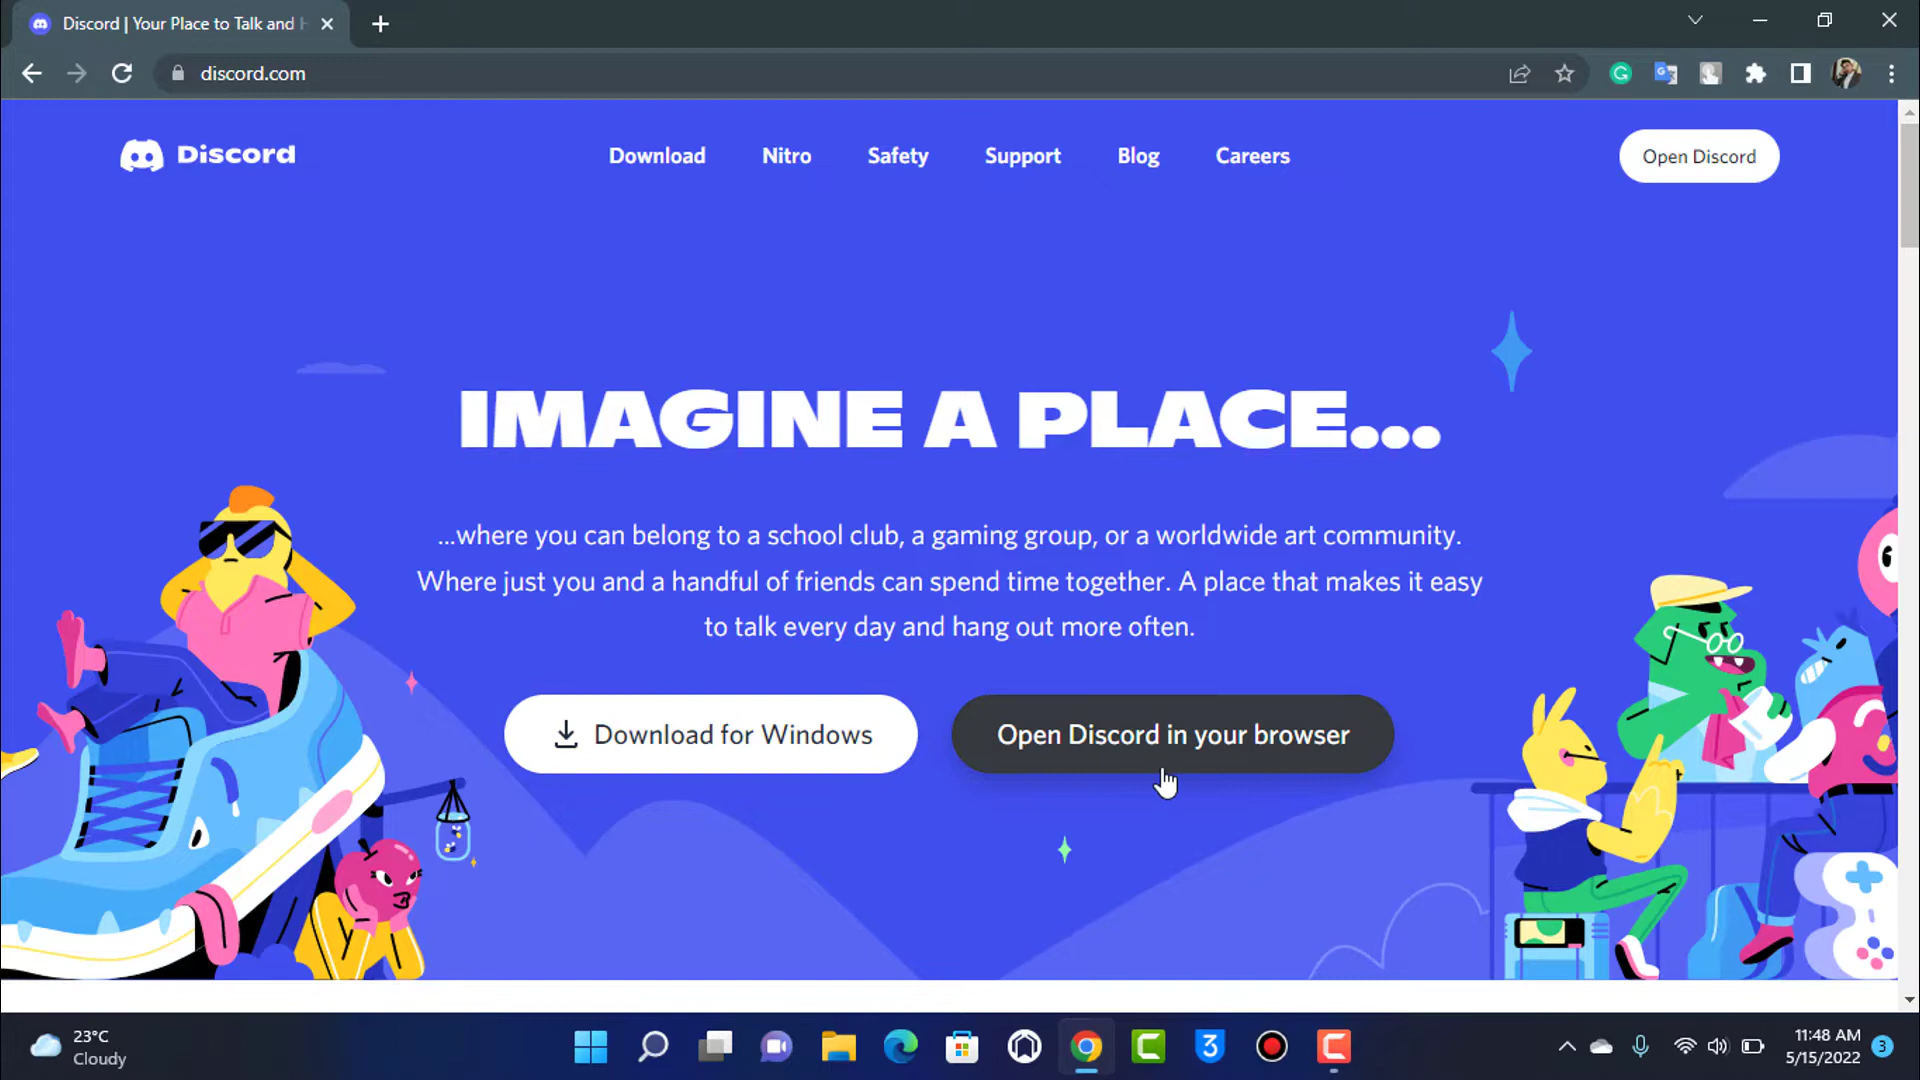 Discord | Your Place to Talk and H
discord.com
Discord
Download
Nitro
Safety
Support
Blog
Careers
Open Discord
IMAGINE A PLACE...
...where you can belong to a school club, a gaming group, or a worldwide art community.
Where just you and a handful of friends can spend time together. A place that makes it easy
to talk every day and hang out more often.
Download for Windows
Open Discord in your browser
23°C
Cloudy
3
11:48 AM
5/15/2022
3